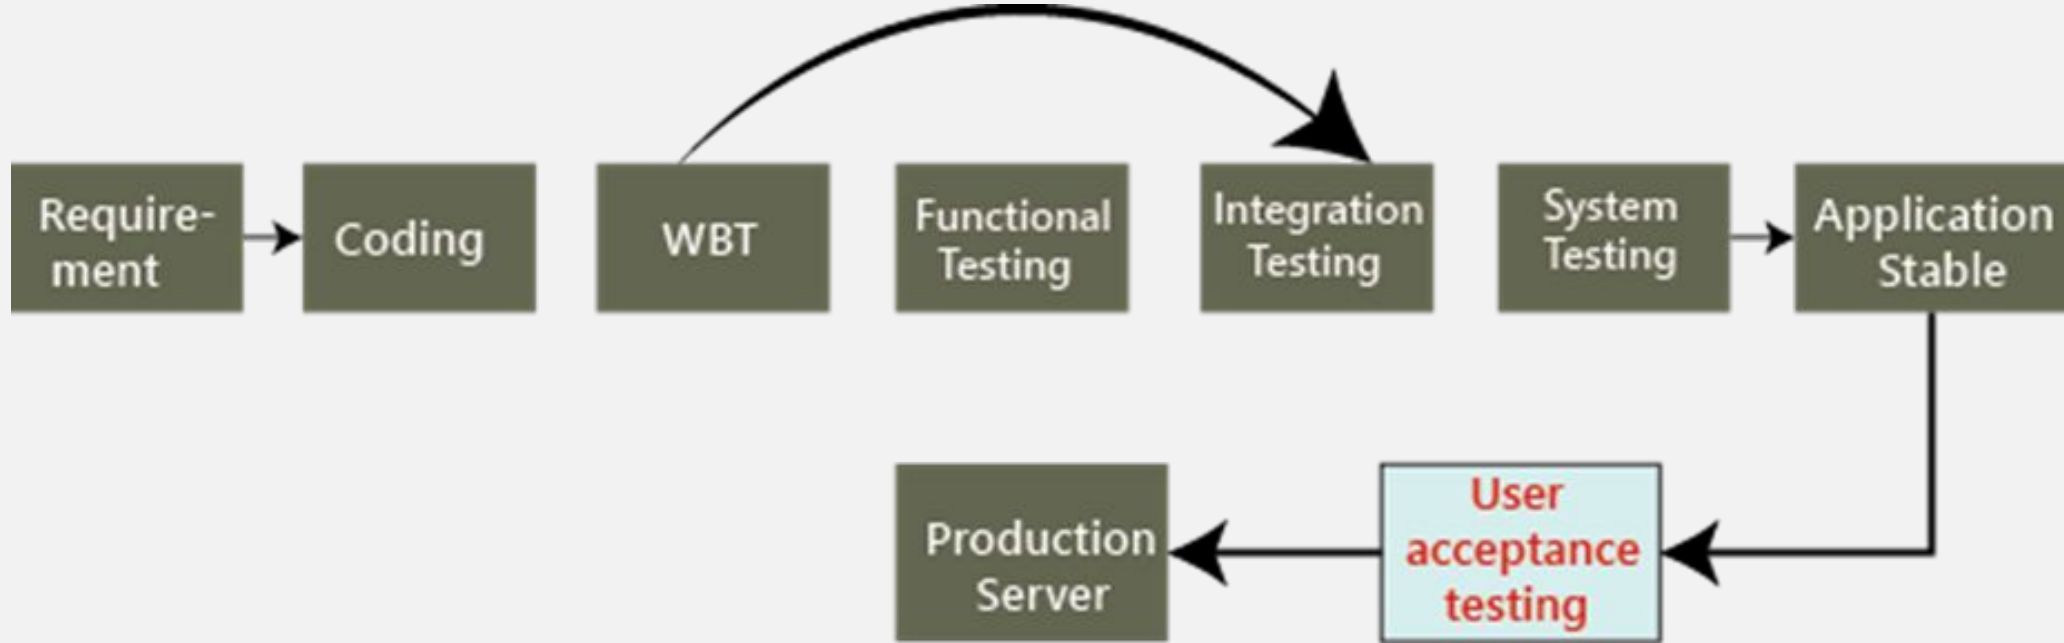 Require-
ment
Coding
WBT
Functional
Testing
Integration
Testing
System
Testing
Application
Stable
Production
Server
User
acceptance
testing